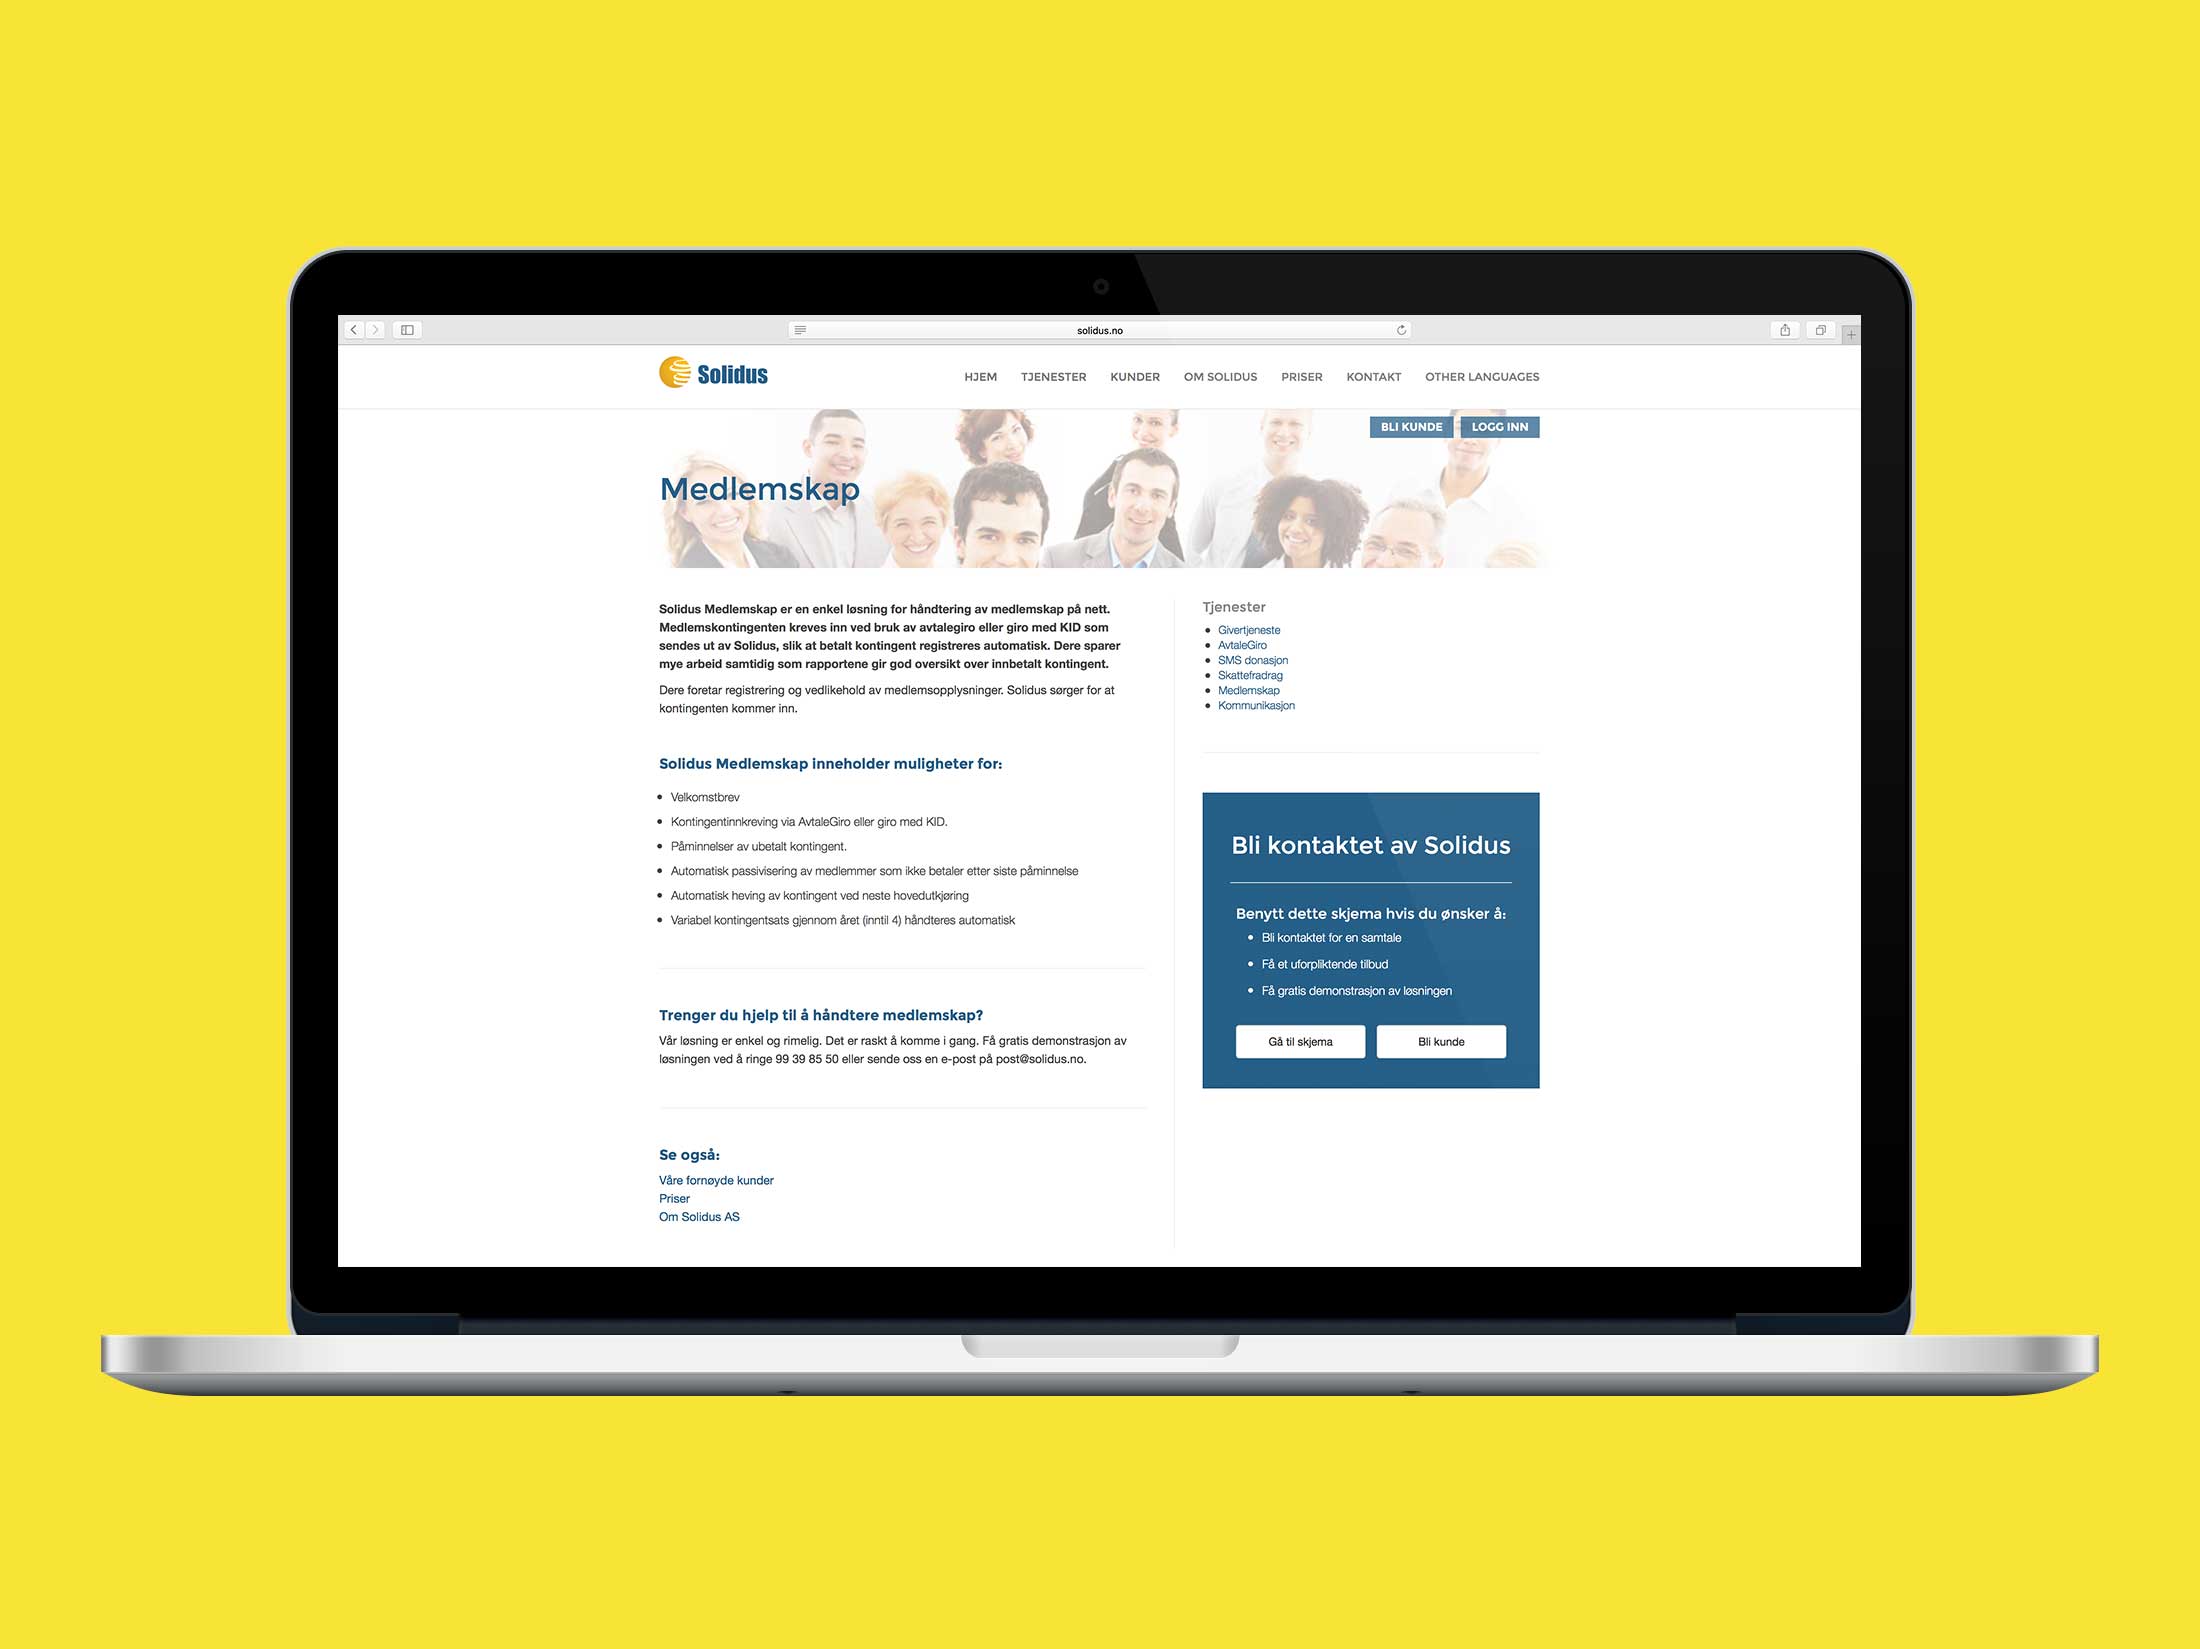 solidus.no
Solidus
HJEM TJENESTER KUNDER OM SOLIDUS PRISER KONTAKT OTHER LANGUAGES
BLI KUNDE LOGG INN
Medlemskap
Solidus Medlemskap er en enkel løsning for håndtering av medlemskap på nett.
Medlemskontingenten kreves inn ved bruk av avtalegiro eller giro med KID som
sendes ut av Solidus, slik at betalt kontingent registreres automatisk. Dere sparer
mye arbeid samtidig som rapportene gir god oversikt over innbetalt kontingent.
Dere foretar registrering og vedlikehold av medlemsopplysninger. Solidus sørger for at
kontingenten kommer inn.
Solidus Medlemskap inneholder muligheter for:
• Velkomstbrev
• Kontingentinnkreving via AvtaleGiro eller giro med KID.
• Påminnelser av ubetalt kontingent.
• Automatisk passivisering av medlemmer som ikke betaler etter siste påminnelse
• Automatisk heving av kontingent ved neste hovedutkjøring
• Variabel kontingentsats gjennom året (inntil 4) håndteres automatisk
Trenger du hjelp til å håndtere medlemskap?
Vår løsning er enkel og rimelig. Det er raskt å komme i gang. Få gratis demonstrasjon av
løsningen ved å ringe 99 39 85 50 eller sende oss en e-post på post@solidus.no.
Se også:
Våre fornøyde kunder
Priser
Om Solidus AS
Tjenester
• Givertjeneste
• AvtaleGiro
• SMS donasjon
• Skattefradrag
• Medlemskap
• Kommunikasjon
Bli kontaktet av Solidus
Benytt dette skjema hvis du ønsker å:
• Bli kontaktet for en samtale
• Få et uforpliktende tilbud
• Få gratis demonstrasjon av løsningen
Gå til skjema Bli kunde